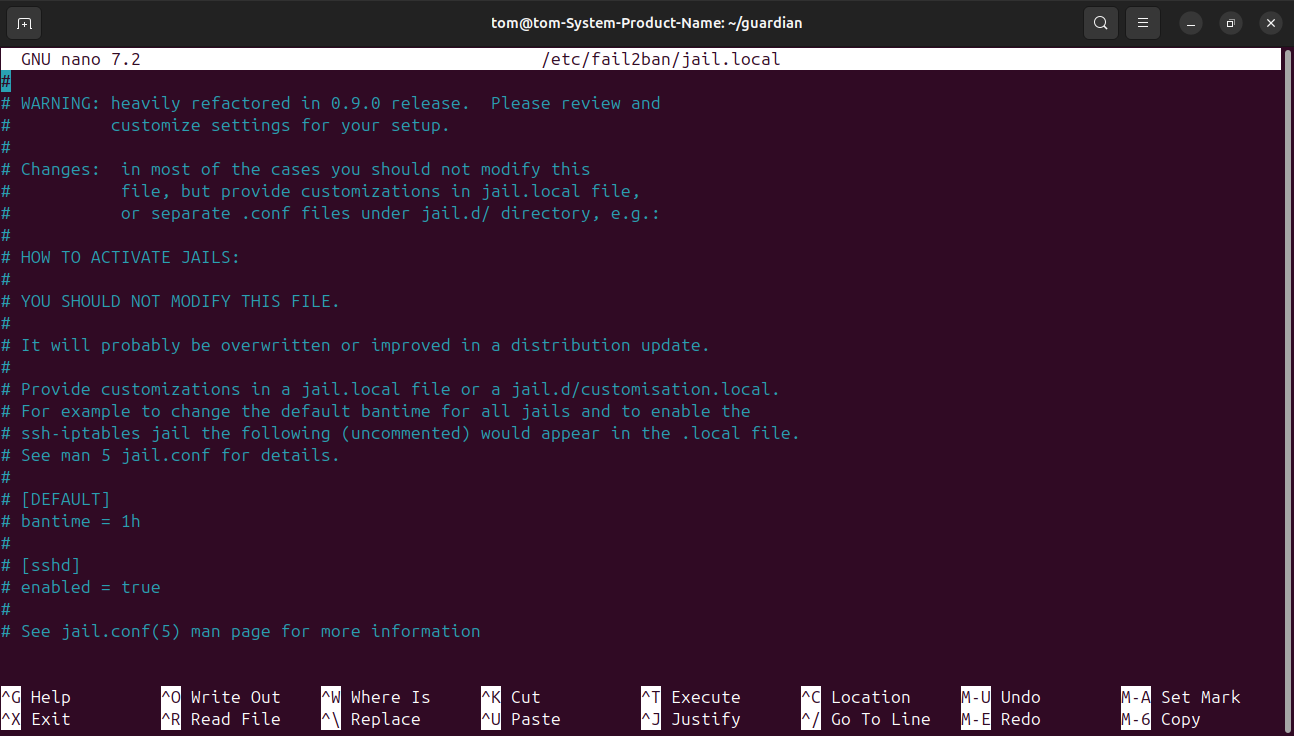 tom@tom-System-Product-Name: ~/guardian
GNU nano 7.2 /etc/fail2ban/jail.local
#
# WARNING: heavily refactored in 0.9.0 release.  Please review and
#          customize settings for your setup.
#
# Changes:  in most of the cases you should not modify this
#           file, but provide customizations in jail.local file,
#           or separate .conf files under jail.d/ directory, e.g.:
#
# HOW TO ACTIVATE JAILS:
#
# YOU SHOULD NOT MODIFY THIS FILE.
#
# It will probably be overwritten or improved in a distribution update.
#
# Provide customizations in a jail.local file or a jail.d/customisation.local.
# For example to change the default bantime for all jails and to enable the
# ssh-iptables jail the following (uncommented) would appear in the .local file.
# See man 5 jail.conf for details.
#
# [DEFAULT]
# bantime = 1h
#
# [sshd]
# enabled = true
#
# See jail.conf(5) man page for more information
^G Help ^O Write Out ^W Where Is ^K Cut ^T Execute ^C Location M-U Undo M-A Set Mark
^X Exit ^R Read File ^\ Replace ^U Paste ^J Justify ^/ Go To Line M-E Redo M-6 Copy